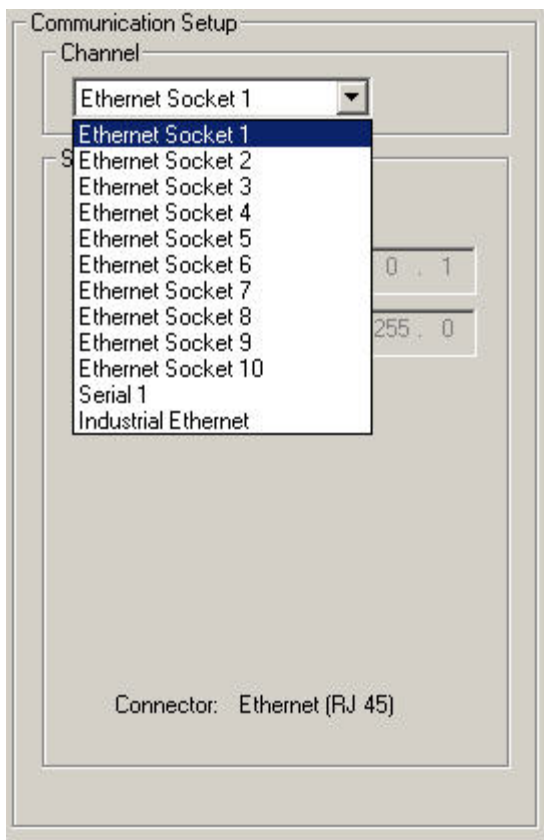 Communication Setup
Channel
Ethernet Socket 1
Ethernet Socket 1
Ethernet Socket 2
Ethernet Socket 3
Ethernet Socket 4
Ethernet Socket 5
Ethernet Socket 6
0 . 1
Ethernet Socket 7
Ethernet Socket 8
255 . 0
Ethernet Socket 9
Ethernet Socket 10
Serial 1
Industrial Ethernet
Connector: Ethernet (RJ 45)